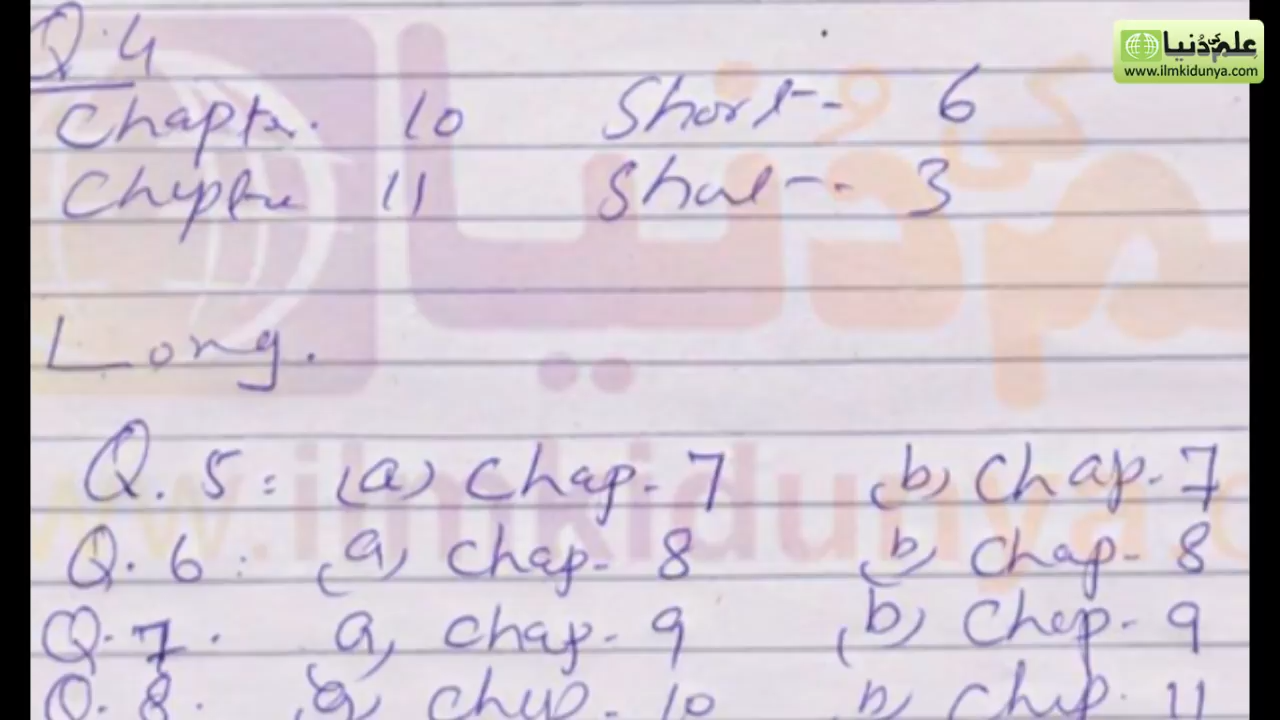 علم کی دُنیا
www.ilmkidunya.com
Q.4
Chapter. 10 Short-- 6
Chapter 11 Short-- 3
Long.
Q. 5: (a) Chap- 7 (b) Chap- 7
Q. 6: (a) Chap- 8 (b) Chap- 8
Q. 7. (a) Chap- 9 (b) Chap- 9
Q. 8. (a) Chap. 10 (b) Chap. 11